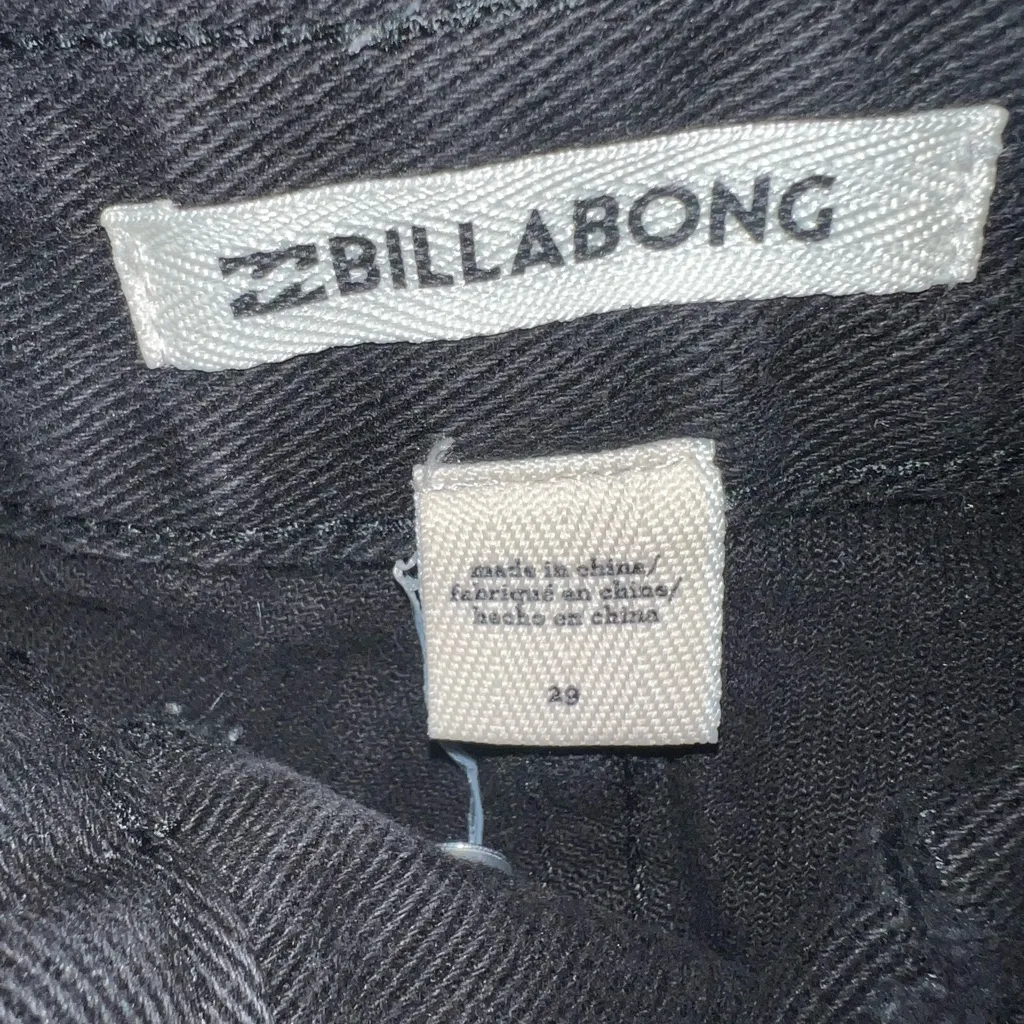 BILLABONG
made in china/
fabriqué en chine/
hecho en china
29